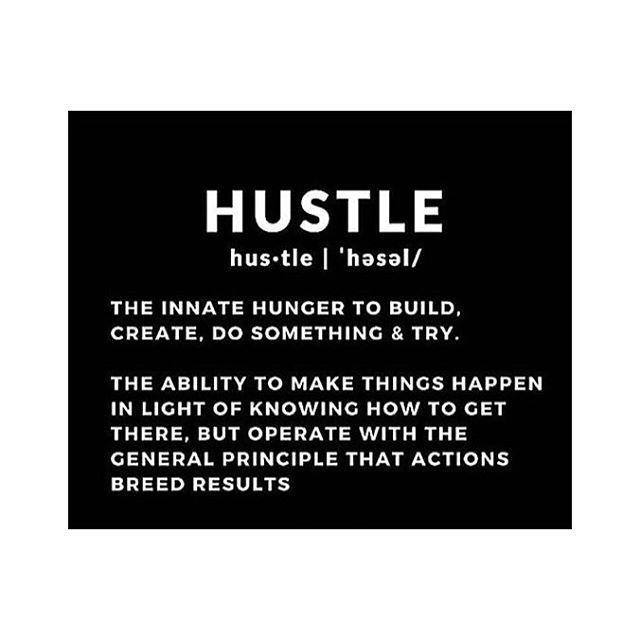 HUSTLE
hus·tle | ˈhəsəl/
THE INNATE HUNGER TO BUILD,
CREATE, DO SOMETHING & TRY.
THE ABILITY TO MAKE THINGS HAPPEN
IN LIGHT OF KNOWING HOW TO GET
THERE, BUT OPERATE WITH THE
GENERAL PRINCIPLE THAT ACTIONS
BREED RESULTS